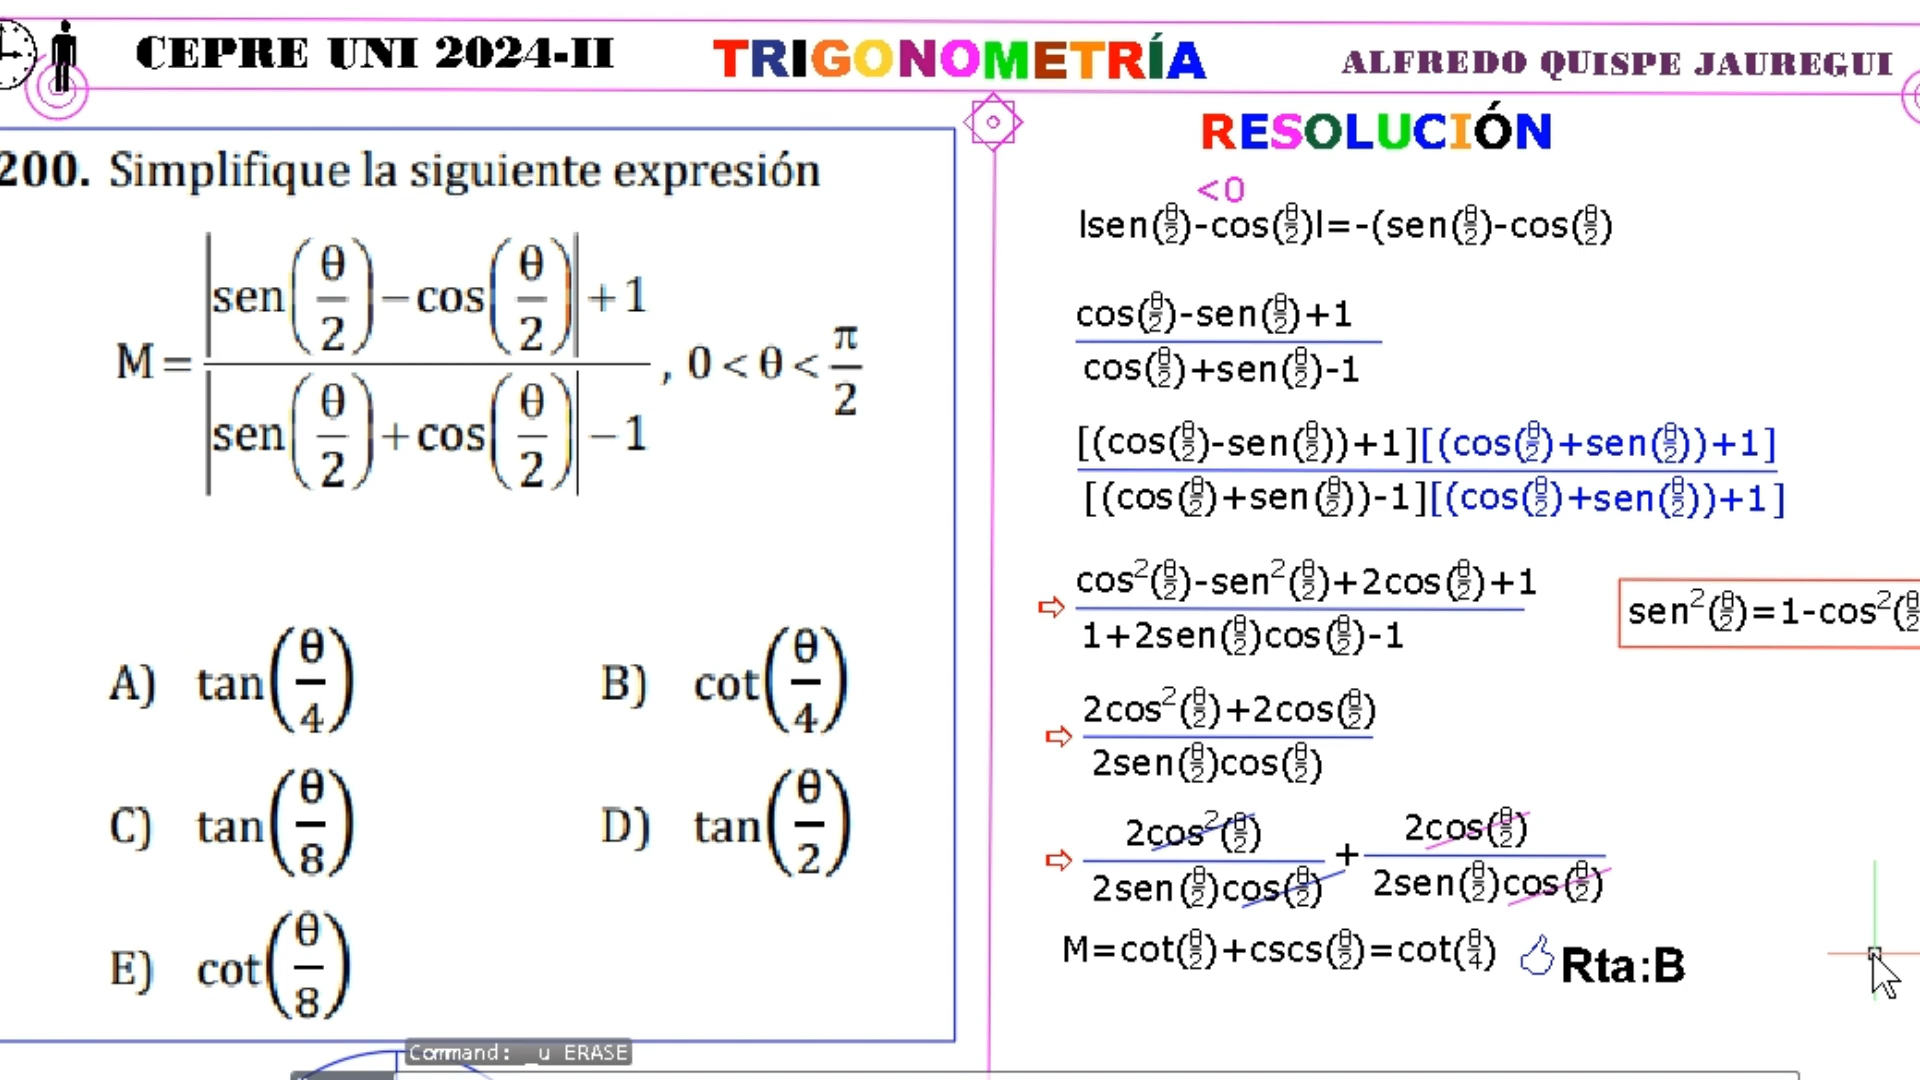 CEPRE UNI 2024-II
TRIGONOMETRÍA
ALFREDO QUISPE JAUREGUI
200. Simplifique la siguiente expresión
M = (|sen(θ/2) − cos(θ/2)| + 1) / (|sen(θ/2) + cos(θ/2)| − 1) , 0 < θ < π/2
A) tan(θ/4)
B) cot(θ/4)
C) tan(θ/8)
D) tan(θ/2)
E) cot(θ/8)
Command: _u ERASE
RESOLUCIÓN
<0
|sen(θ/2)-cos(θ/2)|=-(sen(θ/2)-cos(θ/2)
cos(θ/2)-sen(θ/2)+1
cos(θ/2)+sen(θ/2)-1
[(cos(θ/2)-sen(θ/2))+1][(cos(θ/2)+sen(θ/2))+1]
[(cos(θ/2)+sen(θ/2))-1][(cos(θ/2)+sen(θ/2))+1]
⇨ cos²(θ/2)-sen²(θ/2)+2cos(θ/2)+1
1+2sen(θ/2)cos(θ/2)-1
sen²(θ/2)=1-cos²(θ/2
⇨ 2cos²(θ/2)+2cos(θ/2)
2sen(θ/2)cos(θ/2)
⇨ 2cos²(θ/2) + 2cos(θ/2)
2sen(θ/2)cos(θ/2) 2sen(θ/2)cos(θ/2)
M=cot(θ/2)+cscs(θ/2)=cot(θ/4) Rta:B